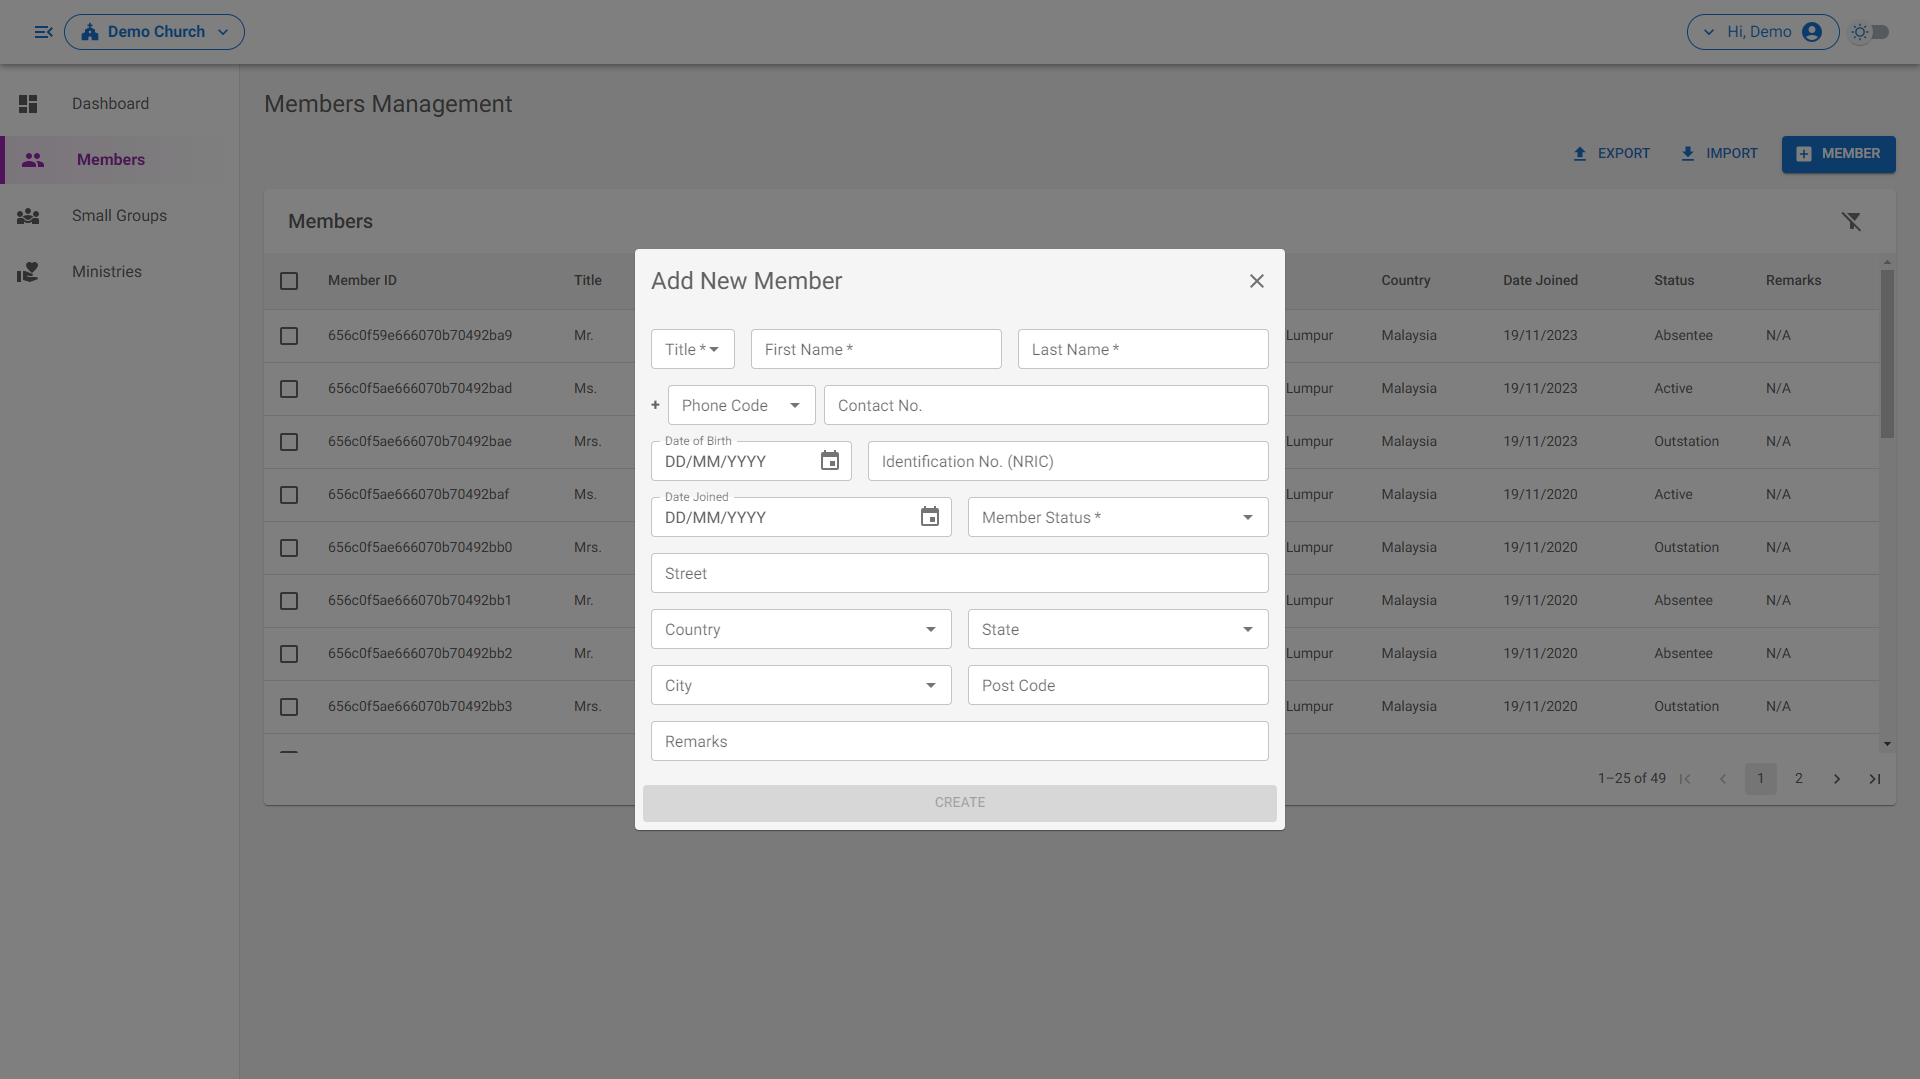 Demo Church
Hi, Demo
Dashboard
Members
Small Groups
Ministries
Members Management
EXPORT
IMPORT
MEMBER
Members
Member ID Title Country Date Joined Status Remarks
656c0f59e666070b70492ba9 Mr. Lumpur Malaysia 19/11/2023 Absentee N/A
656c0f5ae666070b70492bad Ms. Lumpur Malaysia 19/11/2023 Active N/A
656c0f5ae666070b70492bae Mrs. Lumpur Malaysia 19/11/2023 Outstation N/A
656c0f5ae666070b70492baf Ms. Lumpur Malaysia 19/11/2020 Active N/A
656c0f5ae666070b70492bb0 Mrs. Lumpur Malaysia 19/11/2020 Outstation N/A
656c0f5ae666070b70492bb1 Mr. Lumpur Malaysia 19/11/2020 Absentee N/A
656c0f5ae666070b70492bb2 Mr. Lumpur Malaysia 19/11/2020 Absentee N/A
656c0f5ae666070b70492bb3 Mrs. Lumpur Malaysia 19/11/2020 Outstation N/A
1–25 of 49 1 2
Add New Member
Title * First Name * Last Name *
+ Phone Code Contact No.
Date of Birth
DD/MM/YYYY Identification No. (NRIC)
Date Joined
DD/MM/YYYY Member Status *
Street
Country State
City Post Code
Remarks
CREATE